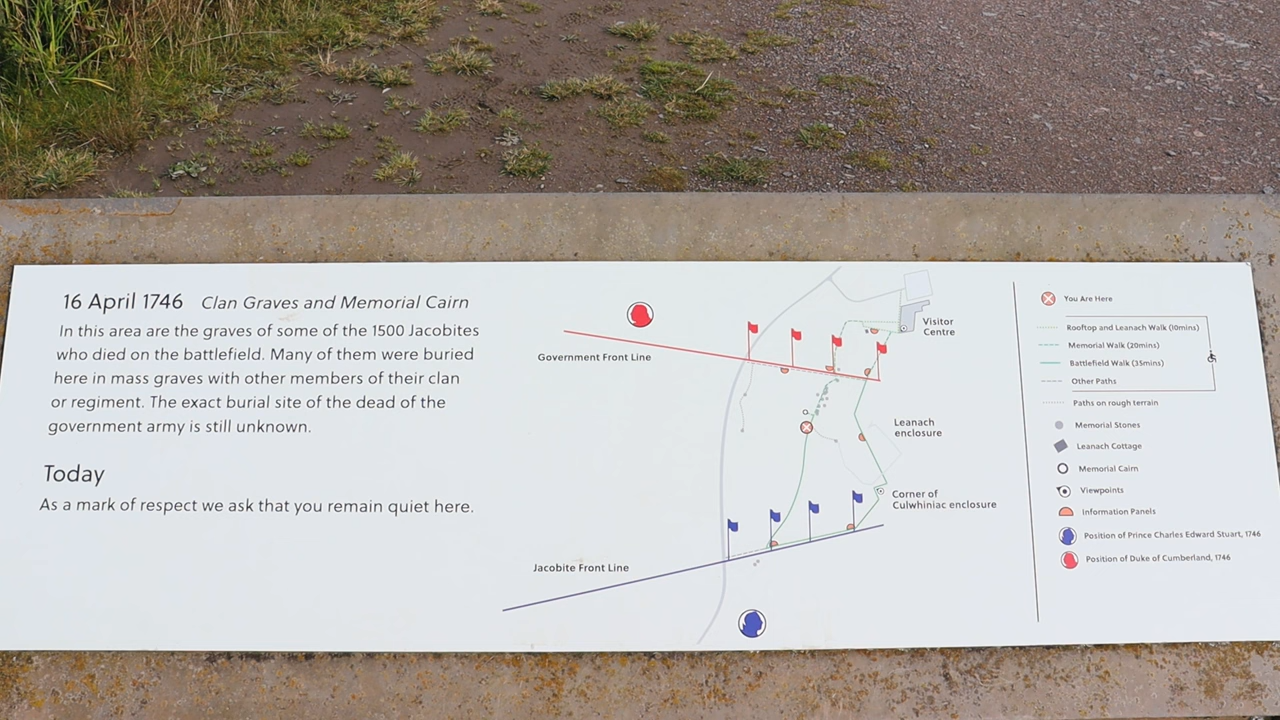 16 April 1746 Clan Graves and Memorial Cairn
In this area are the graves of some of the 1500 Jacobites
who died on the battlefield. Many of them were buried
here in mass graves with other members of their clan
or regiment. The exact burial site of the dead of the
government army is still unknown.
Today
As a mark of respect we ask that you remain quiet here.
Government Front Line
Visitor
Centre
Leanach
enclosure
Corner of
Culwhiniac enclosure
Jacobite Front Line
You Are Here
Rooftop and Leanach Walk (10mins)
Memorial Walk (20mins)
Battlefield Walk (35mins)
Other Paths
Paths on rough terrain
Memorial Stones
Leanach Cottage
Memorial Cairn
Viewpoints
Information Panels
Position of Prince Charles Edward Stuart, 1746
Position of Duke of Cumberland, 1746